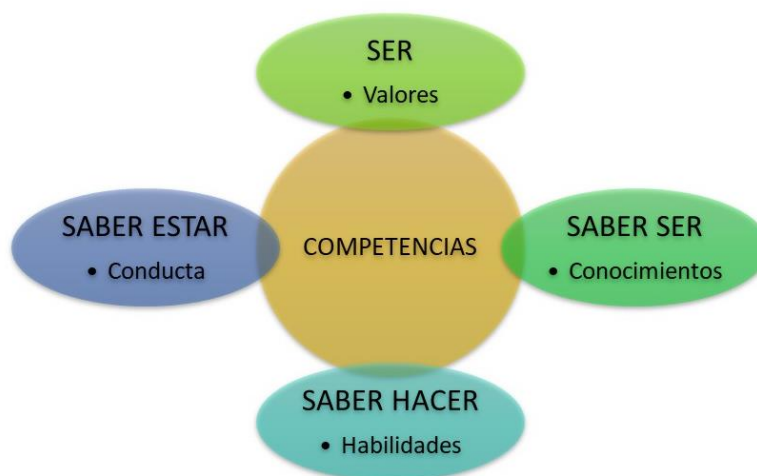 SER
• Valores
SABER ESTAR
• Conducta
COMPETENCIAS
SABER SER
• Conocimientos
SABER HACER
• Habilidades